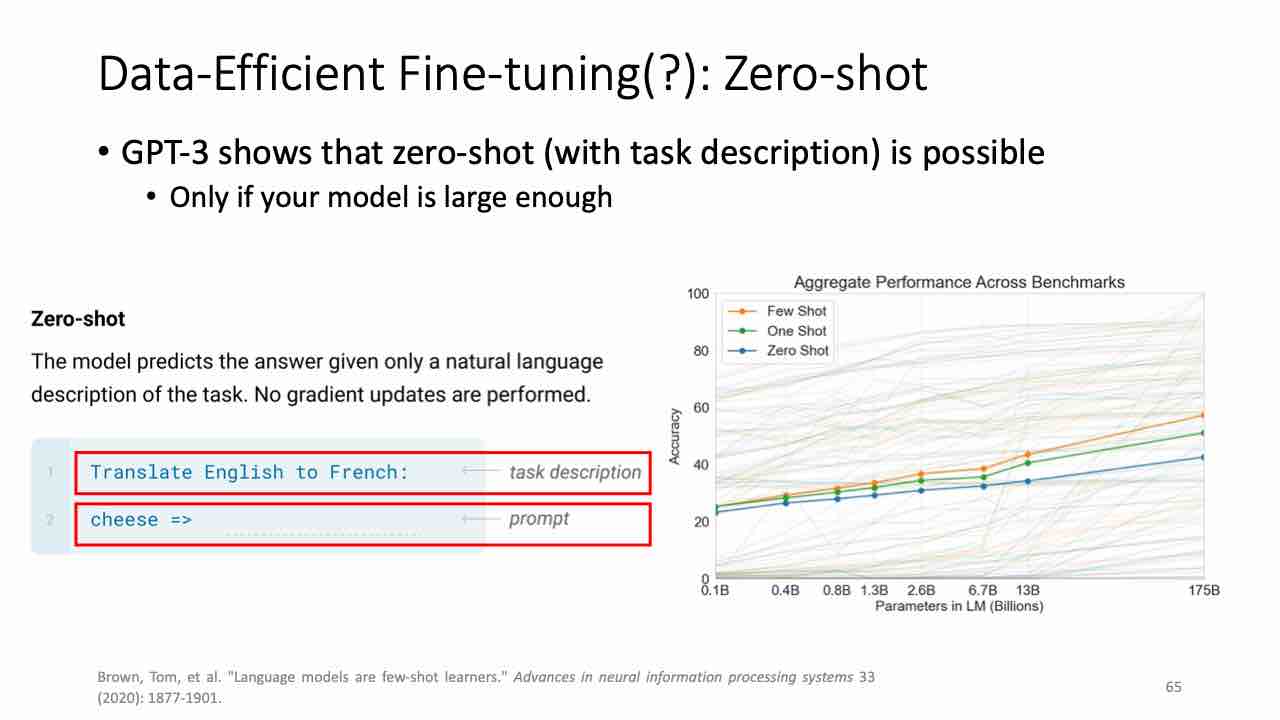 Data-Efficient Fine-tuning(?): Zero-shot
• GPT-3 shows that zero-shot (with task description) is possible
• Only if your model is large enough
Zero-shot
The model predicts the answer given only a natural language
description of the task. No gradient updates are performed.
1 Translate English to French: task description
2 cheese => prompt
Aggregate Performance Across Benchmarks
Few Shot
One Shot
Zero Shot
Accuracy
100
80
60
40
20
0
0.1B 0.4B 0.8B 1.3B 2.6B 6.7B 13B 175B
Parameters in LM (Billions)
Brown, Tom, et al. "Language models are few-shot learners." Advances in neural information processing systems 33
(2020): 1877-1901.
65